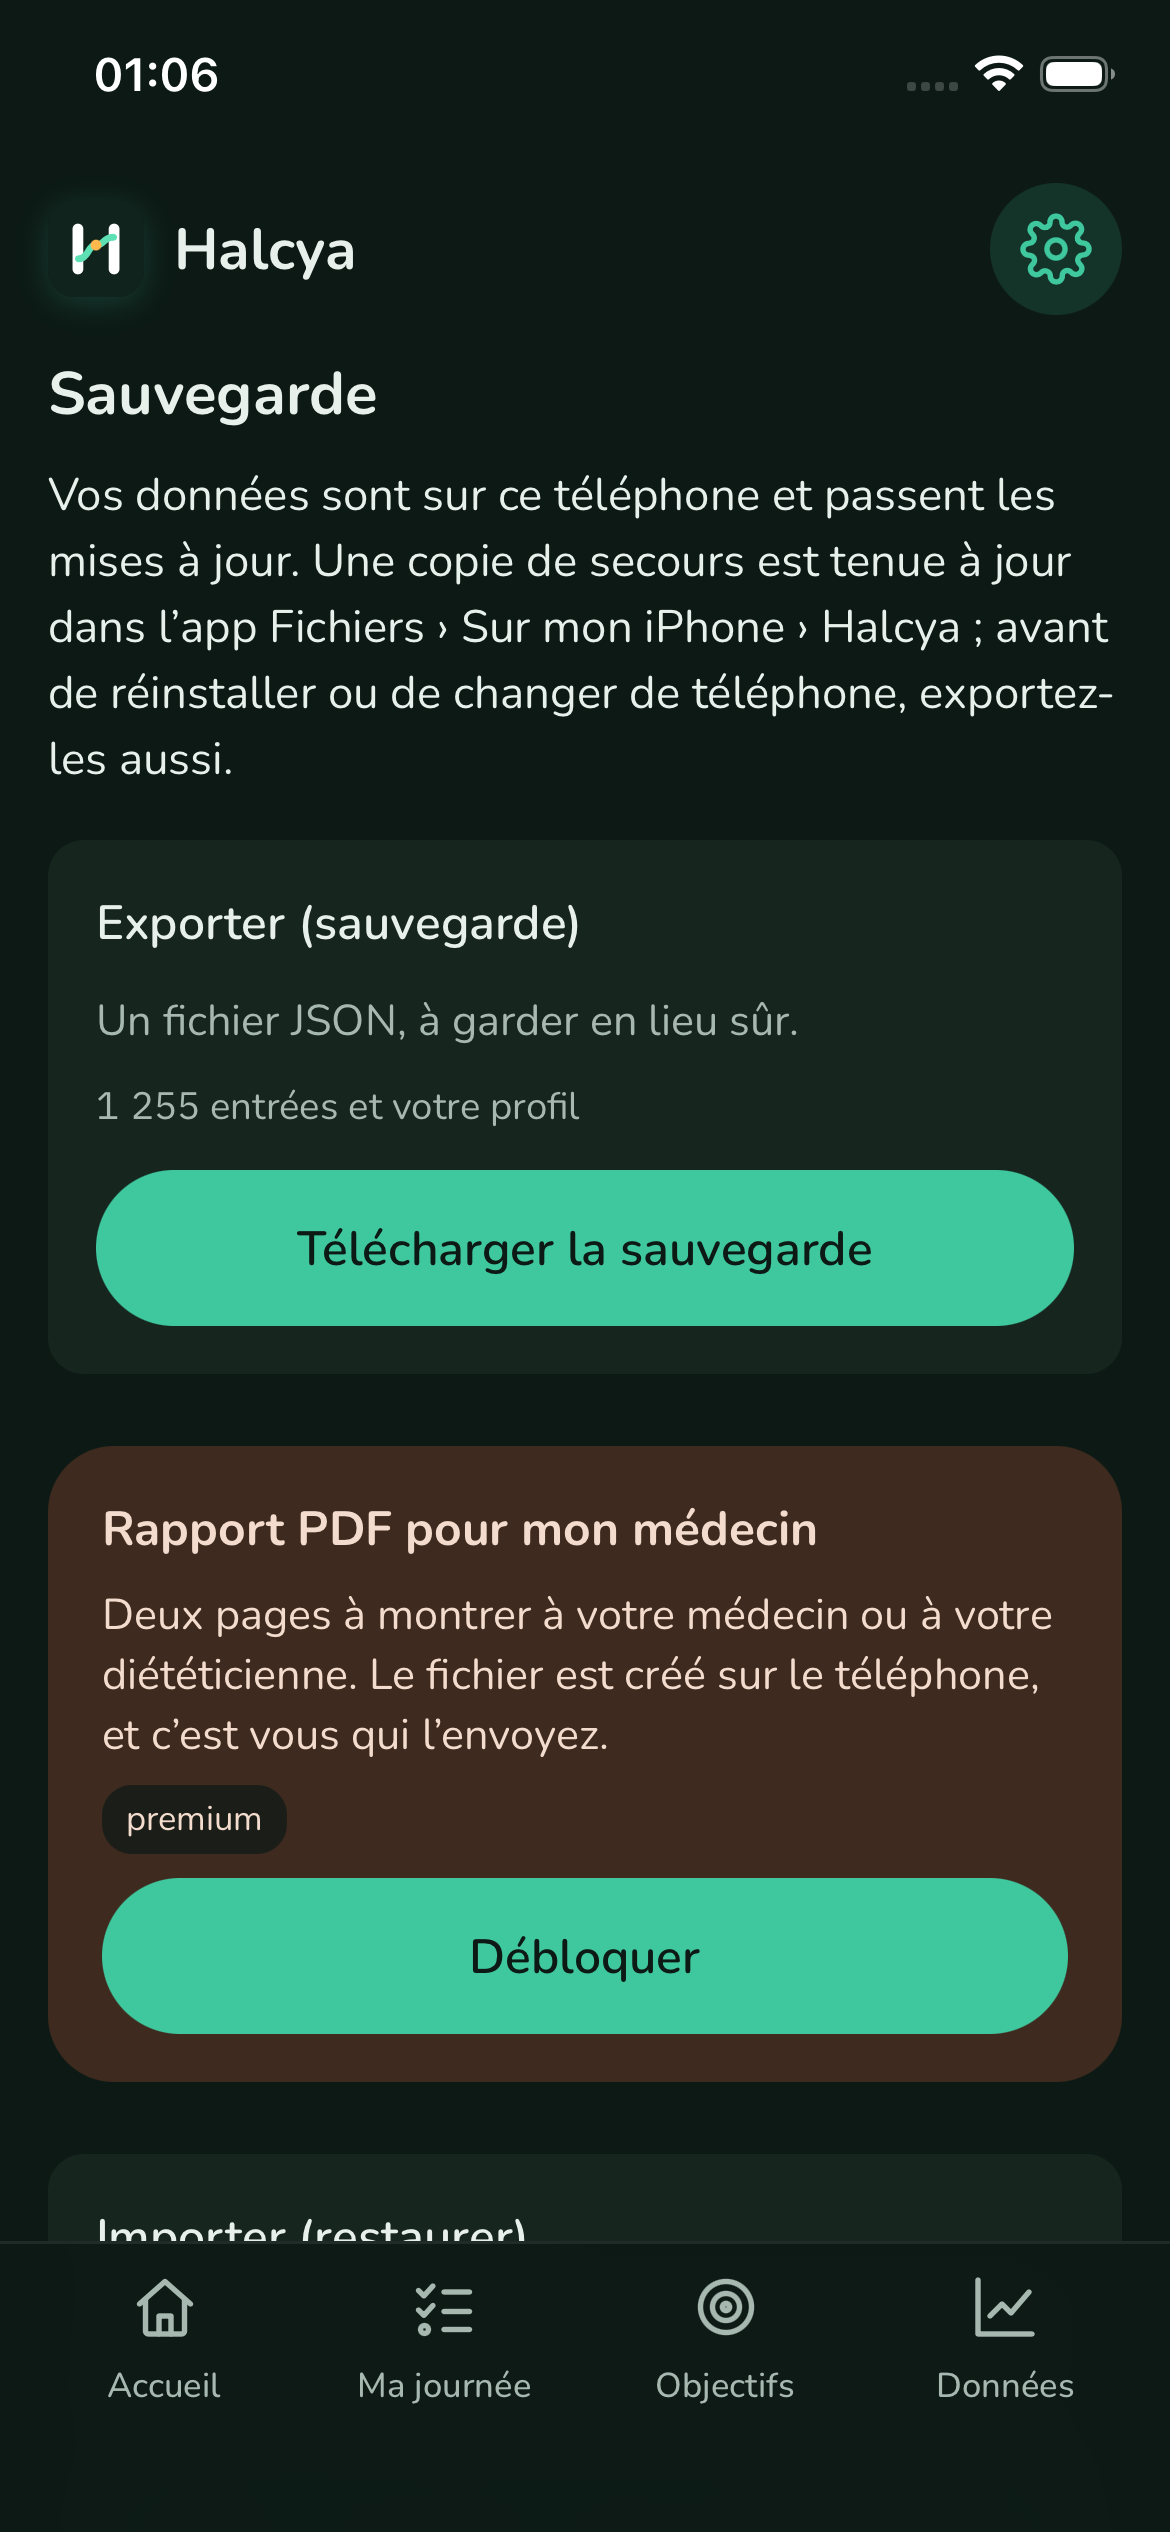 01:06
Halcya
Sauvegarde
Vos données sont sur ce téléphone et passent les
mises à jour. Une copie de secours est tenue à jour
dans l’app Fichiers › Sur mon iPhone › Halcya ; avant
de réinstaller ou de changer de téléphone, exportez-
les aussi.
Exporter (sauvegarde)
Un fichier JSON, à garder en lieu sûr.
1 255 entrées et votre profil
Télécharger la sauvegarde
Rapport PDF pour mon médecin
Deux pages à montrer à votre médecin ou à votre
diététicienne. Le fichier est créé sur le téléphone,
et c’est vous qui l’envoyez.
premium
Débloquer
Importer (restaurer)
Accueil
Ma journée
Objectifs
Données